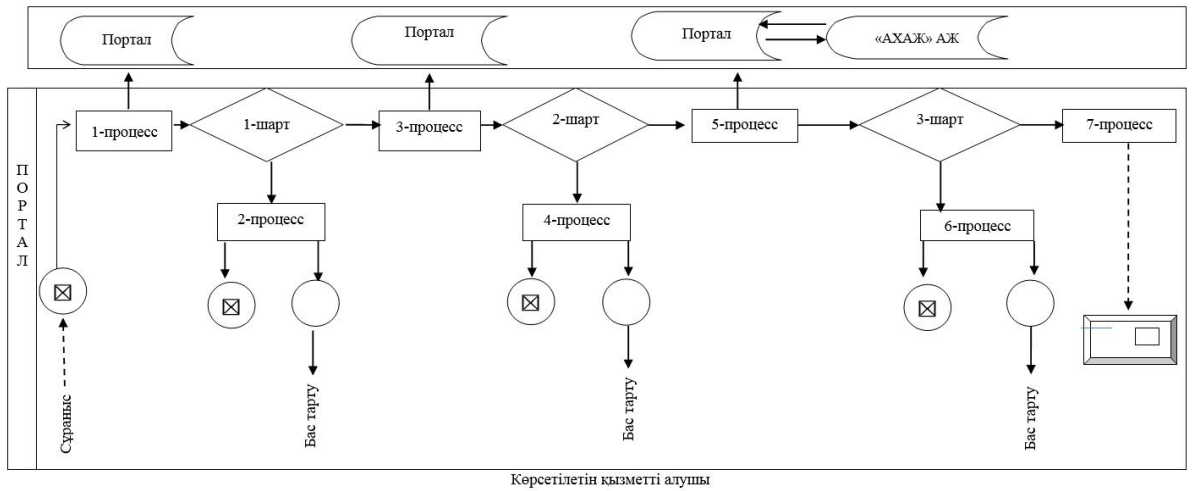 Портал
Портал
Портал
«АХАЖ» АЖ
1-процесс
1-шарт
3-процесс
2-шарт
5-процесс
3-шарт
7-процесс
ПОРТАЛ
2-процесс
4-процесс
6-процесс
Сұраныс
Бас тарту
Бас тарту
Бас тарту
Көрсетілетін қызметті алушы